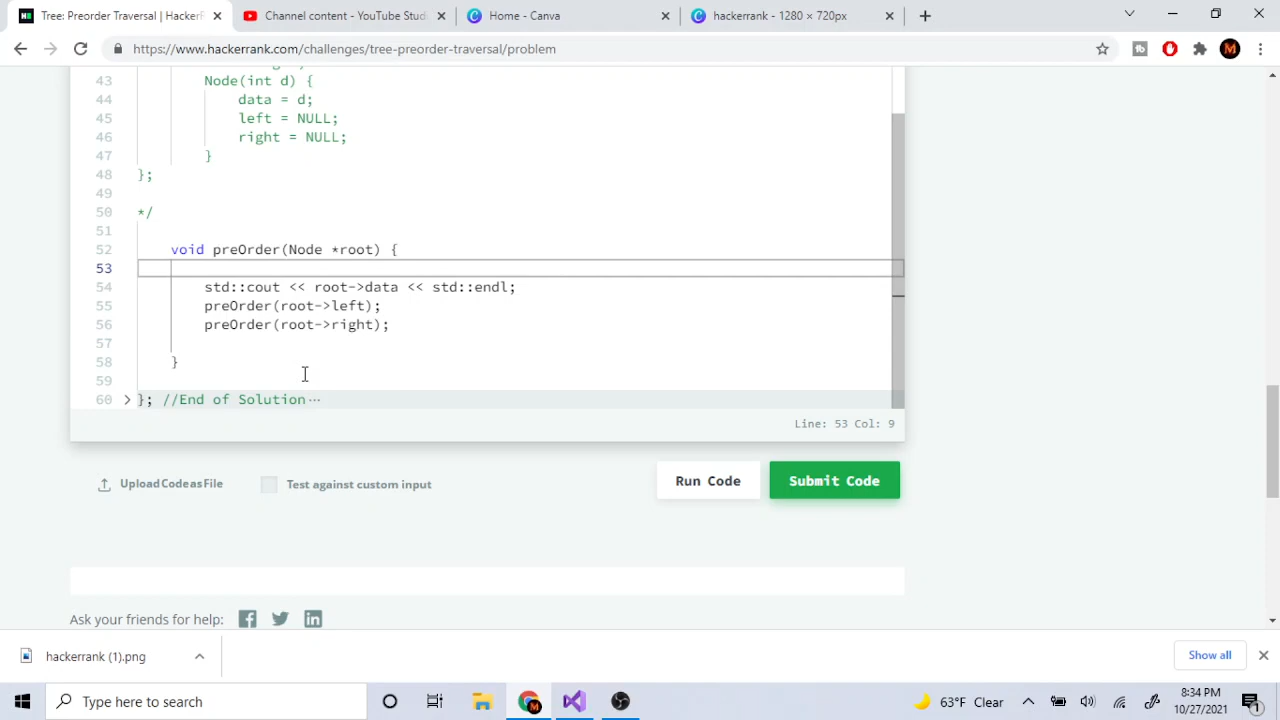 Tree: Preorder Traversal | HackerR
Channel content - YouTube Stud
Home - Canva
hackerrank - 1280 × 720px
https://www.hackerrank.com/challenges/tree-preorder-traversal/problem
43 Node(int d) {
44 data = d;
45 left = NULL;
46 right = NULL;
47 }
48 };
49
50 */
51
52 void preOrder(Node *root) {
53
54 std::cout << root->data << std::endl;
55 preOrder(root->left);
56 preOrder(root->right);
57
58 }
59
60 }; //End of Solution
Line: 53 Col: 9
Upload Code as File
Test against custom input
Run Code
Submit Code
Ask your friends for help:
hackerrank (1).png
Show all
Type here to search
63°F Clear
8:34 PM
10/27/2021